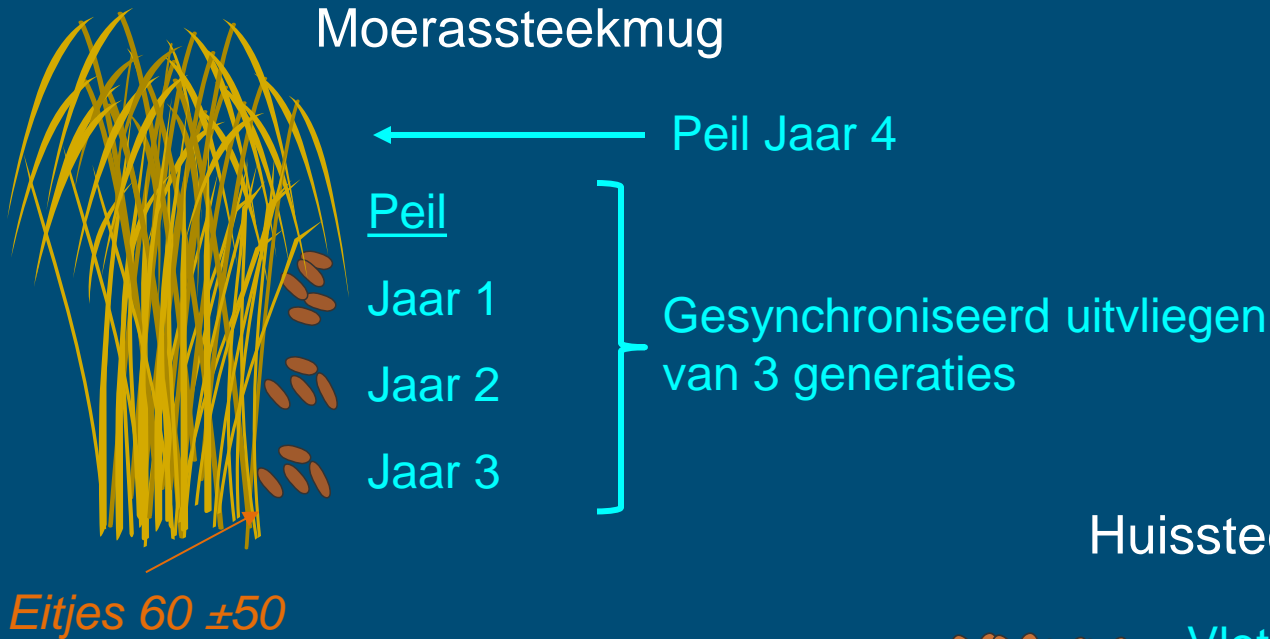 Moerassteekmug
Peil Jaar 4
Peil
Jaar 1
Jaar 2
Jaar 3
Gesynchroniseerd uitvliegen
van 3 generaties
Eitjes 60 ±50